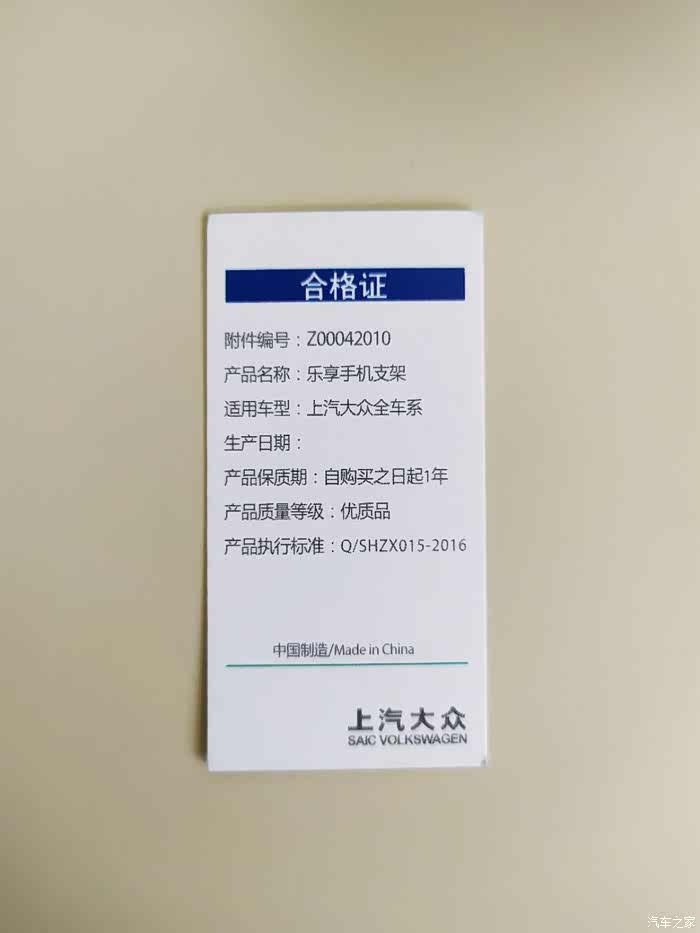 合格证
附件编号：Z00042010
产品名称：乐享手机支架
适用车型：上汽大众全车系
生产日期：
产品保质期：自购买之日起1年
产品质量等级：优质品
产品执行标准：Q/SHZX015-2016
中国制造/Made in China
上汽大众
SAIC VOLKSWAGEN
汽车之家